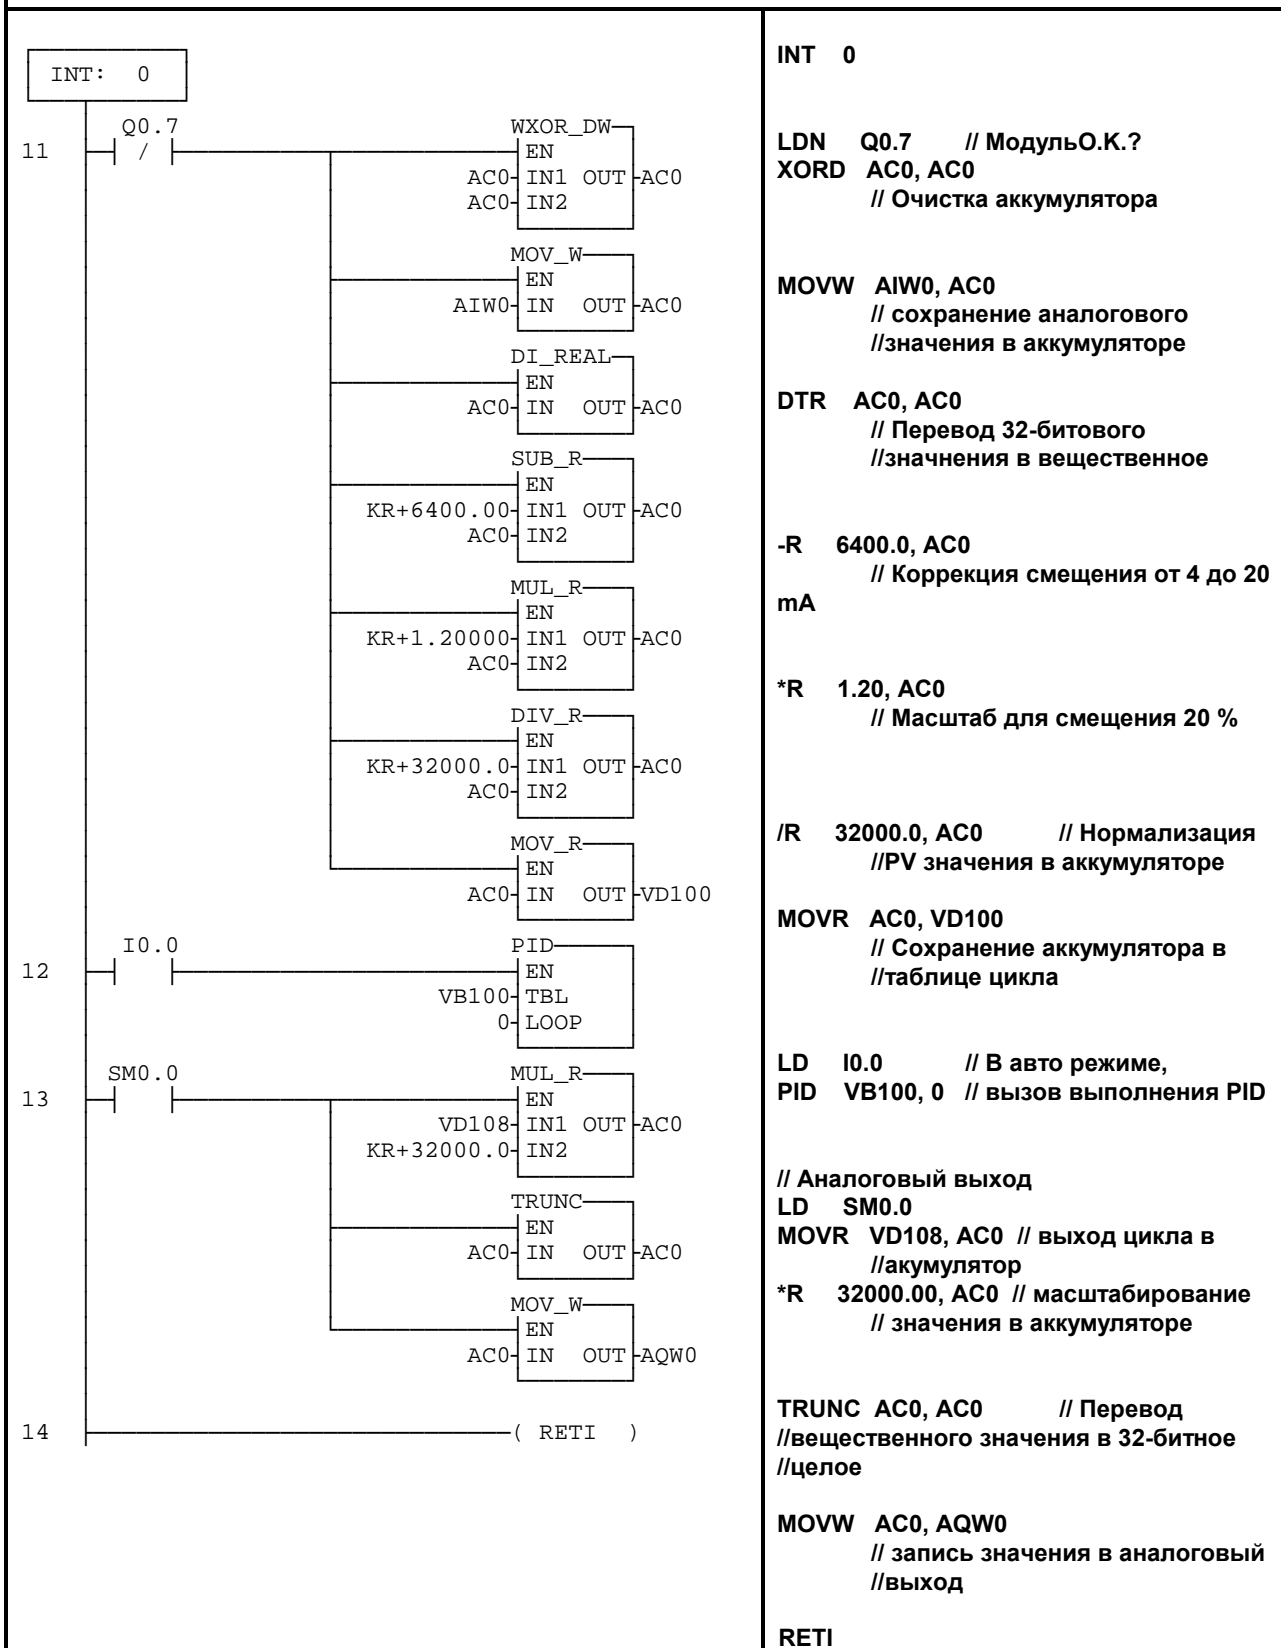 INT: 0
Q0.7
11
/
WXOR_DW
EN
AC0 IN1 OUT AC0
AC0 IN2
MOV_W
EN
AIW0 IN OUT AC0
DI_REAL
EN
AC0 IN OUT AC0
SUB_R
EN
KR+6400.00 IN1 OUT AC0
AC0 IN2
MUL_R
EN
KR+1.20000 IN1 OUT AC0
AC0 IN2
DIV_R
EN
KR+32000.0 IN1 OUT AC0
AC0 IN2
MOV_R
EN
AC0 IN OUT VD100
I0.0
12
PID
EN
VB100 TBL
0 LOOP
SM0.0
13
MUL_R
EN
VD108 IN1 OUT AC0
KR+32000.0 IN2
TRUNC
EN
AC0 IN OUT AC0
MOV_W
EN
AC0 IN OUT AQW0
14
( RETI )
INT 0
LDN Q0.7 // МодульO.K.?
XORD AC0, AC0
// Очистка аккумулятора
MOVW AIW0, AC0
// сохранение аналогового
//значения в аккумуляторе
DTR AC0, AC0
// Перевод 32-битового
//значнения в вещественное
-R 6400.0, AC0
// Коррекция смещения от 4 до 20
mA
*R 1.20, AC0
// Масштаб для смещения 20 %
/R 32000.0, AC0 // Нормализация
//PV значения в аккумуляторе
MOVR AC0, VD100
// Сохранение аккумулятора в
//таблице цикла
LD I0.0 // В авто режиме,
PID VB100, 0 // вызов выполнения PID
// Аналоговый выход
LD SM0.0
MOVR VD108, AC0 // выход цикла в
//акумулятор
*R 32000.00, AC0 // масштабирование
// значения в аккумуляторе
TRUNC AC0, AC0 // Перевод
//вещественного значения в 32-битное
//целое
MOVW AC0, AQW0
// запись значения в аналоговый
//выход
RETI